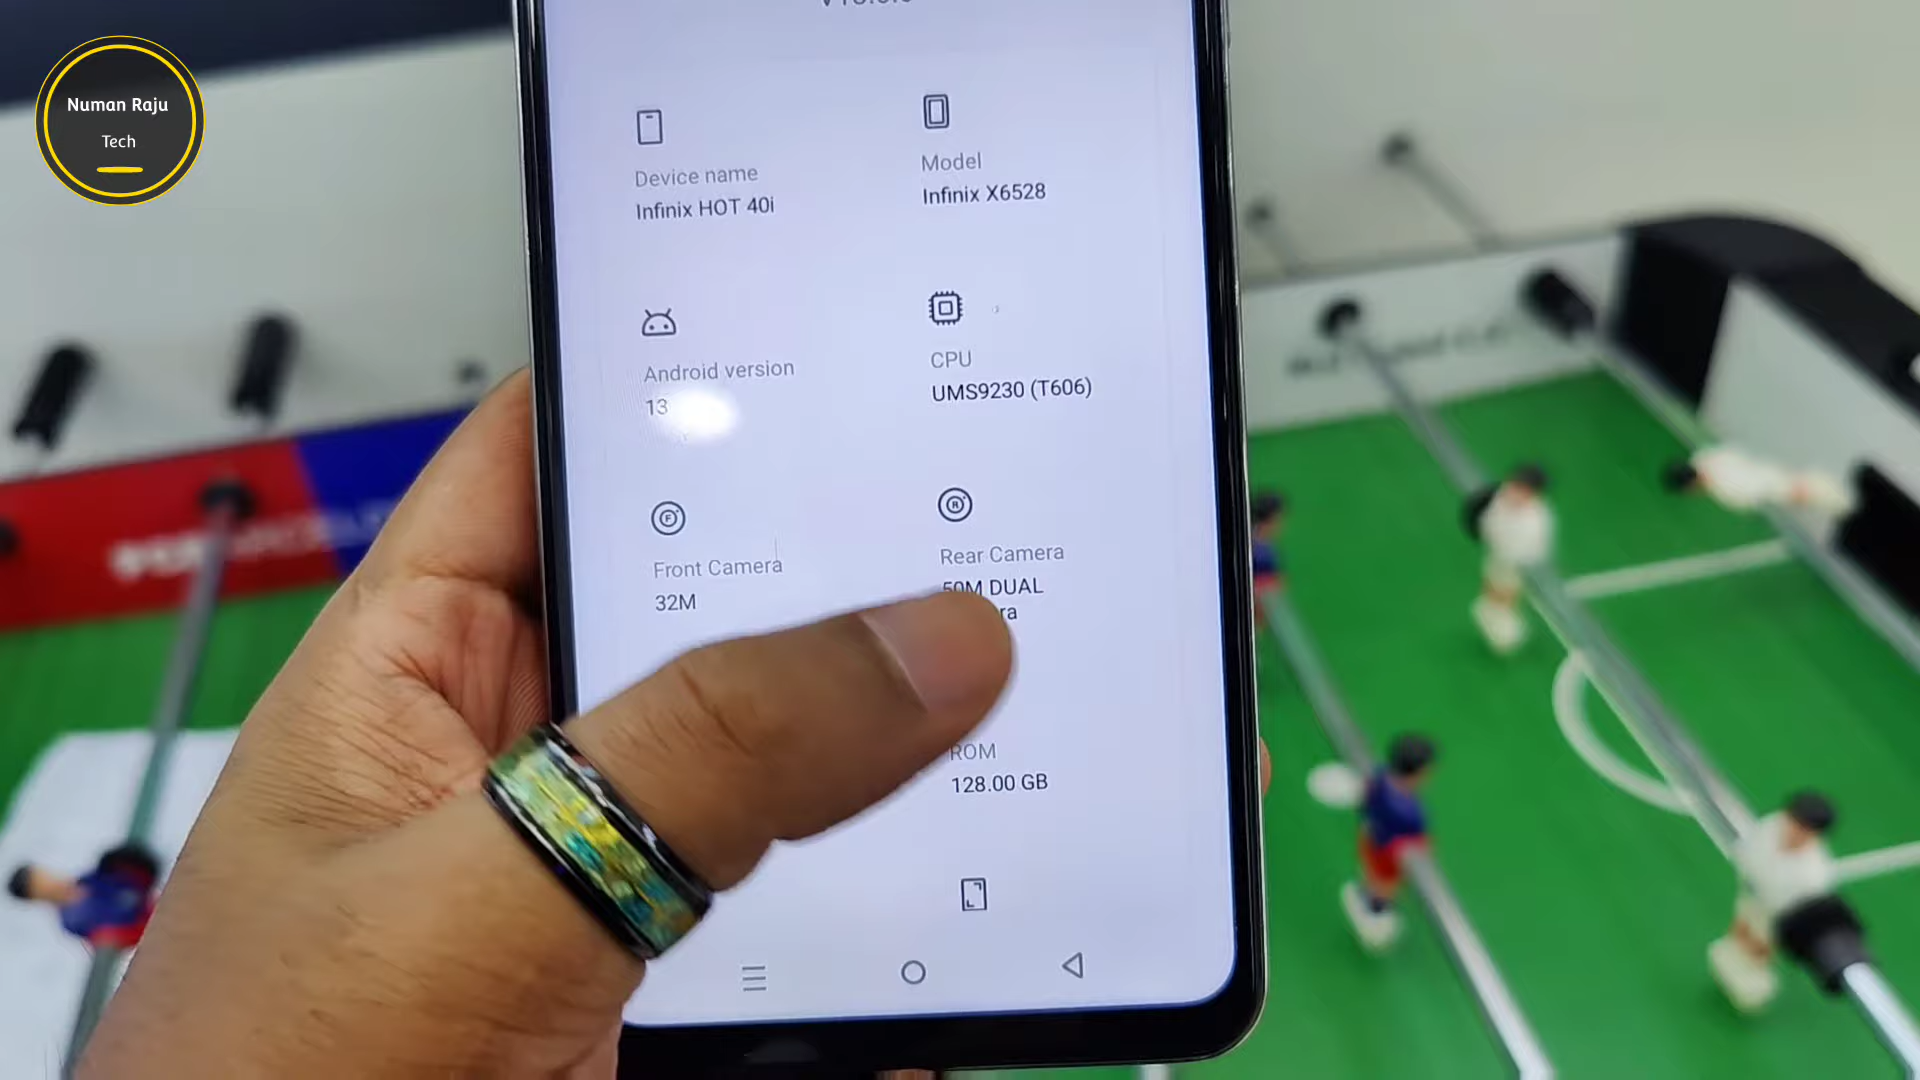 Numan Raju
Tech
Device name
Infinix HOT 40i
Model
Infinix X6528
Android version
13
CPU
UMS9230 (T606)
Front Camera
32M
Rear Camera
50M DUAL
ROM
128.00 GB